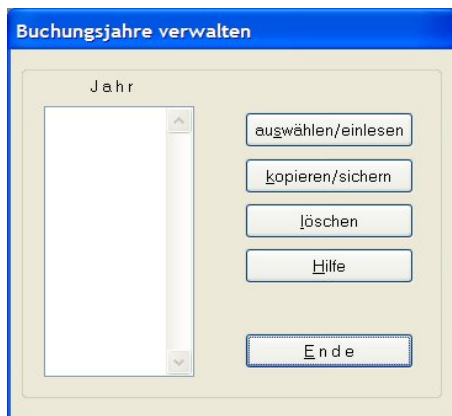 Buchungsjahre verwalten
Jahr
auswählen/einlesen
kopieren/sichern
löschen
Hilfe
Ende